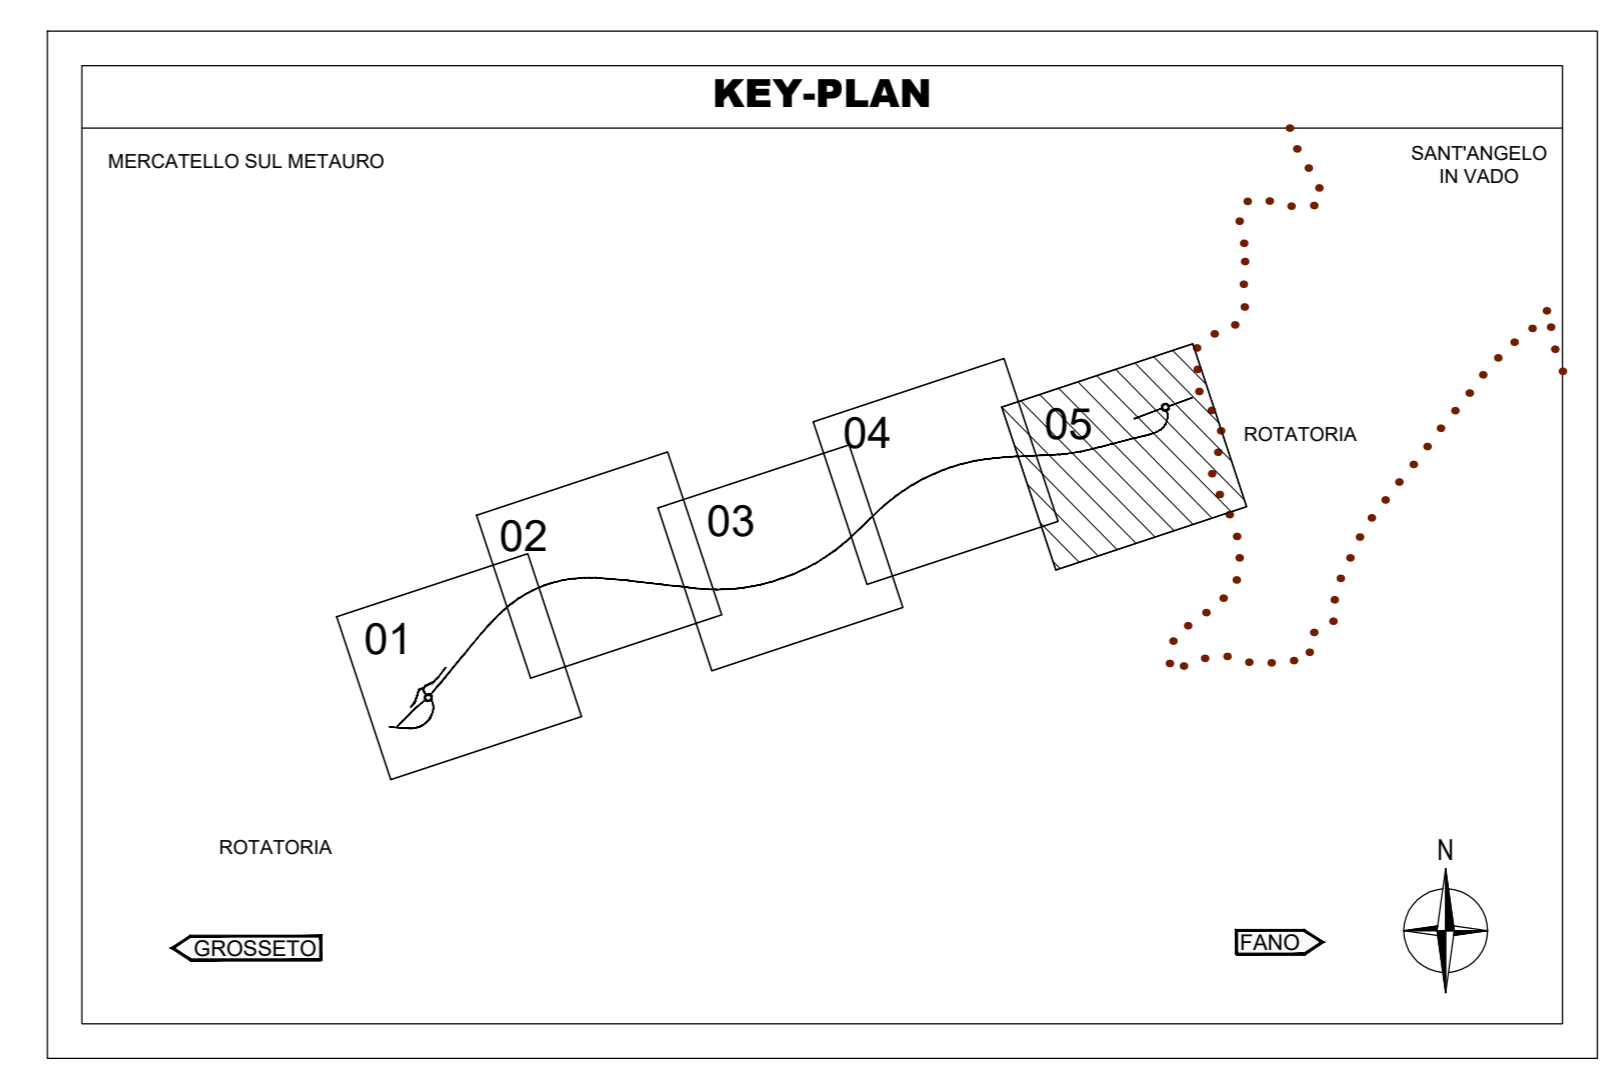 KEY-PLAN
MERCATELLO SUL METAURO
SANT'ANGELO
IN VADO
05
ROTATORIA
04
03
02
01
ROTATORIA
N
GROSSETO
FANO